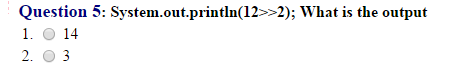 Question 5: System.out.println(12>>2); What is the output
1. 14
2. 3